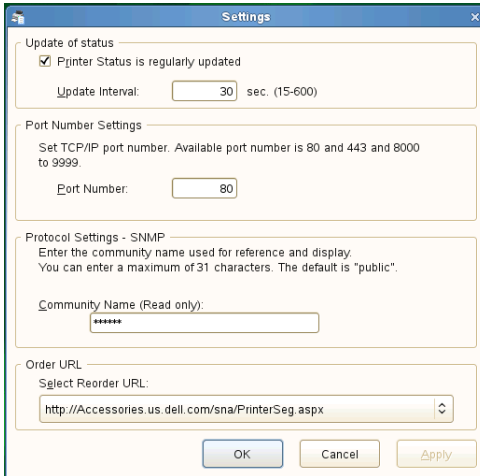 Settings
Update of status
Printer Status is regularly updated
Update Interval: 30 sec. (15-600)
Port Number Settings
Set TCP/IP port number. Available port number is 80 and 443 and 8000
to 9999.
Port Number: 80
Protocol Settings - SNMP
Enter the community name used for reference and display.
You can enter a maximum of 31 characters. The default is "public".
Community Name (Read only):
******
Order URL
Select Reorder URL:
http://Accessories.us.dell.com/sna/PrinterSeg.aspx
OK Cancel Apply